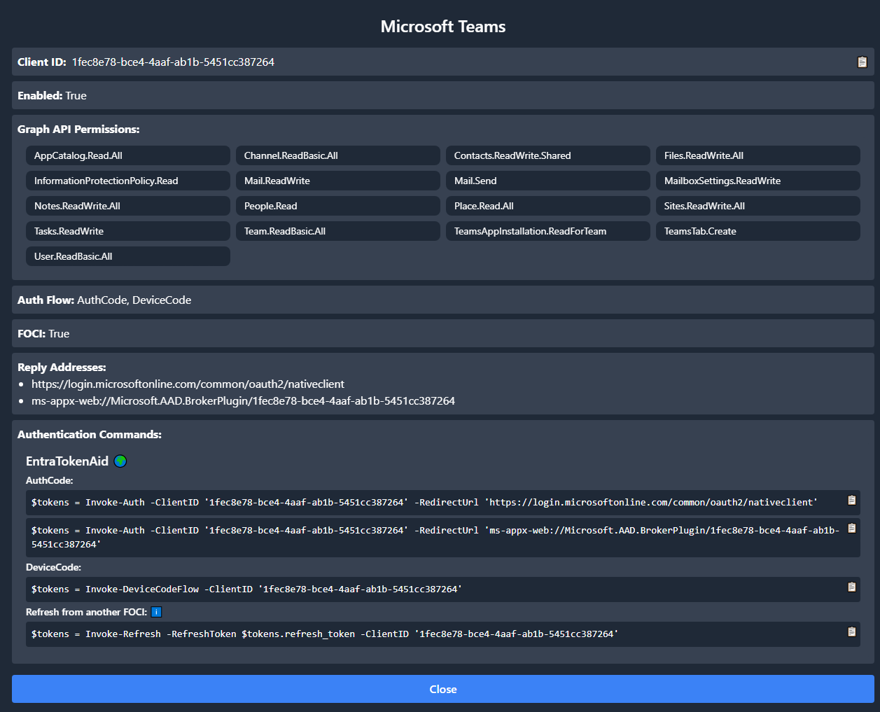 Microsoft Teams
Client ID: 1fec8e78-bce4-4aaf-ab1b-5451cc387264
Enabled: True
Graph API Permissions:
AppCatalog.Read.All Channel.ReadBasic.All Contacts.ReadWrite.Shared Files.ReadWrite.All
InformationProtectionPolicy.Read Mail.ReadWrite Mail.Send MailboxSettings.ReadWrite
Notes.ReadWrite.All People.Read Place.Read.All Sites.ReadWrite.All
Tasks.ReadWrite Team.ReadBasic.All TeamsAppInstallation.ReadForTeam TeamsTab.Create
User.ReadBasic.All
Auth Flow: AuthCode, DeviceCode
FOCI: True
Reply Addresses:
• https://login.microsoftonline.com/common/oauth2/nativeclient
• ms-appx-web://Microsoft.AAD.BrokerPlugin/1fec8e78-bce4-4aaf-ab1b-5451cc387264
Authentication Commands:
EntraTokenAid
AuthCode:
$tokens = Invoke-Auth -ClientID '1fec8e78-bce4-4aaf-ab1b-5451cc387264' -RedirectUrl 'https://login.microsoftonline.com/common/oauth2/nativeclient'
$tokens = Invoke-Auth -ClientID '1fec8e78-bce4-4aaf-ab1b-5451cc387264' -RedirectUrl 'ms-appx-web://Microsoft.AAD.BrokerPlugin/1fec8e78-bce4-4aaf-ab1b-
5451cc387264'
DeviceCode:
$tokens = Invoke-DeviceCodeFlow -ClientID '1fec8e78-bce4-4aaf-ab1b-5451cc387264'
Refresh from another FOCI: i
$tokens = Invoke-Refresh -RefreshToken $tokens.refresh_token -ClientID '1fec8e78-bce4-4aaf-ab1b-5451cc387264'
Close